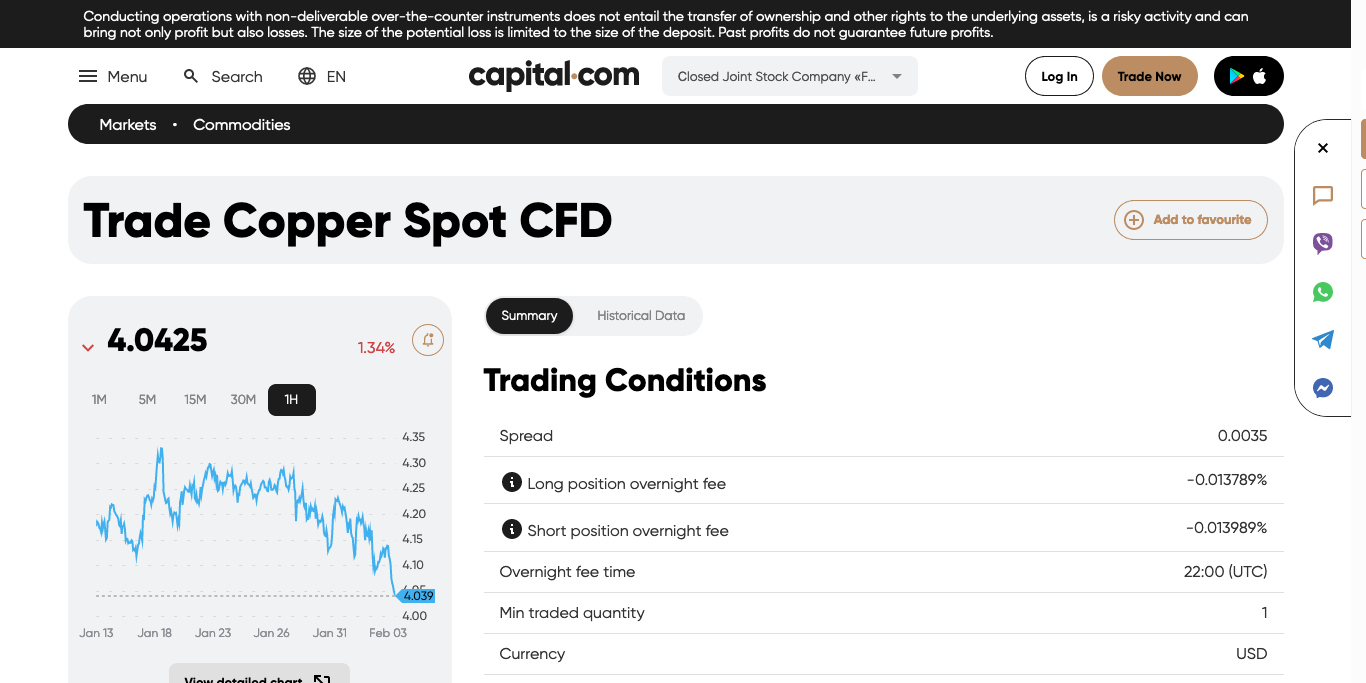 Conducting operations with non-deliverable over-the-counter instruments does not entail the transfer of ownership and other rights to the underlying assets, is a risky activity and can
bring not only profit but also losses. The size of the potential loss is limited to the size of the deposit. Past profits do not guarantee future profits.
Menu
Search
EN
capital.com
Closed Joint Stock Company «F...
Log In
Trade Now
Markets • Commodities
Trade Copper Spot CFD
Add to favourite
4.0425
1.34%
1M 5M 15M 30M 1H
4.35
4.30
4.25
4.20
4.15
4.10
4.039
4.00
Jan 13 Jan 18 Jan 23 Jan 26 Jan 31 Feb 03
View detailed chart
Summary
Historical Data
Trading Conditions
Spread 0.0035
Long position overnight fee -0.013789%
Short position overnight fee -0.013989%
Overnight fee time 22:00 (UTC)
Min traded quantity 1
Currency USD